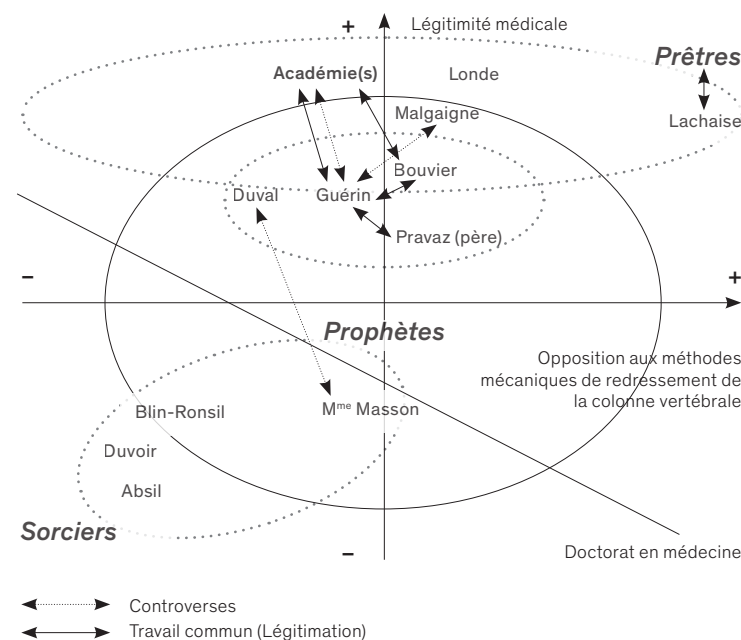 +
Légitimité médicale
Prêtres
Académie(s)
Londe
Malgaigne
Lachaise
Bouvier
Duval
Guérin
Pravaz (père)
–
+
Prophètes
Opposition aux méthodes
mécaniques de redressement de
la colonne vertébrale
Blin-Ronsil
Mme Masson
Duvoir
Absil
Sorciers
–
Doctorat en médecine
Controverses
Travail commun (Légitimation)